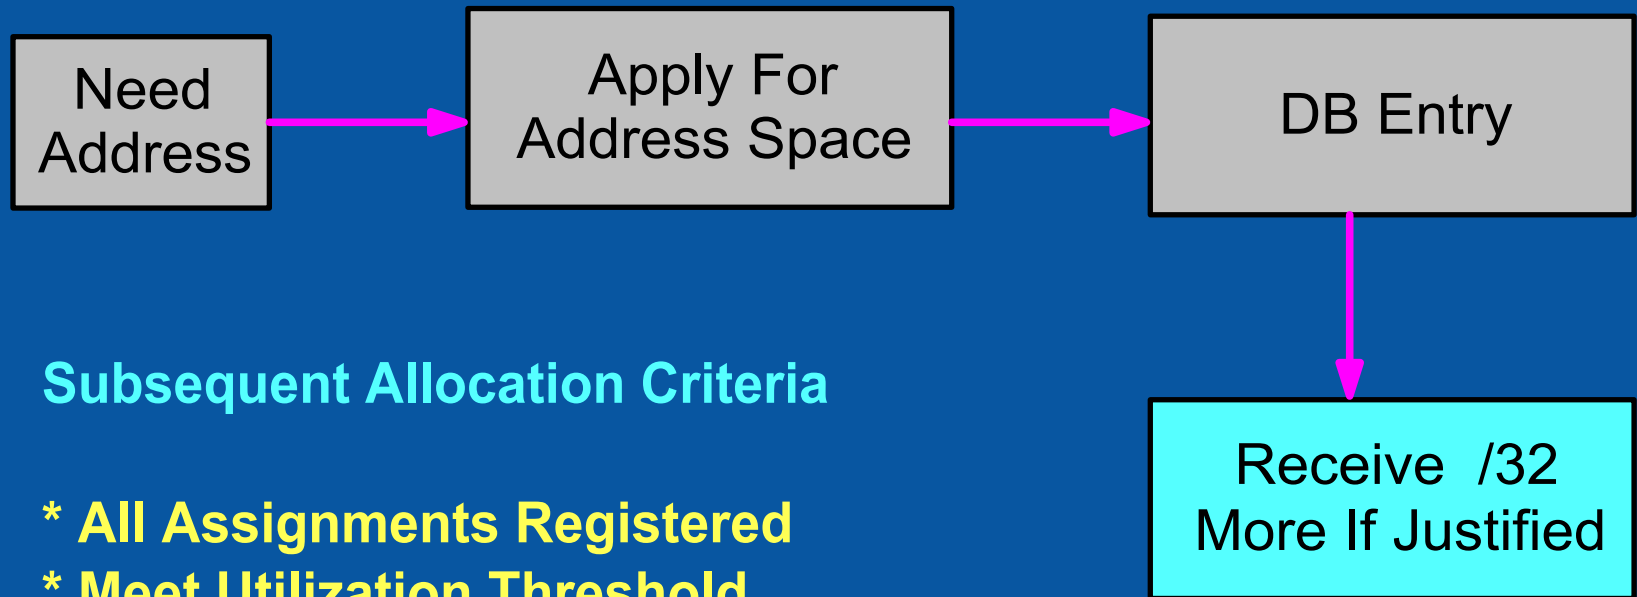 Need
Address
Apply For
Address Space
DB Entry
Subsequent Allocation Criteria
Receive /32
More If Justified
* All Assignments Registered
* Meet Utilization Threshold